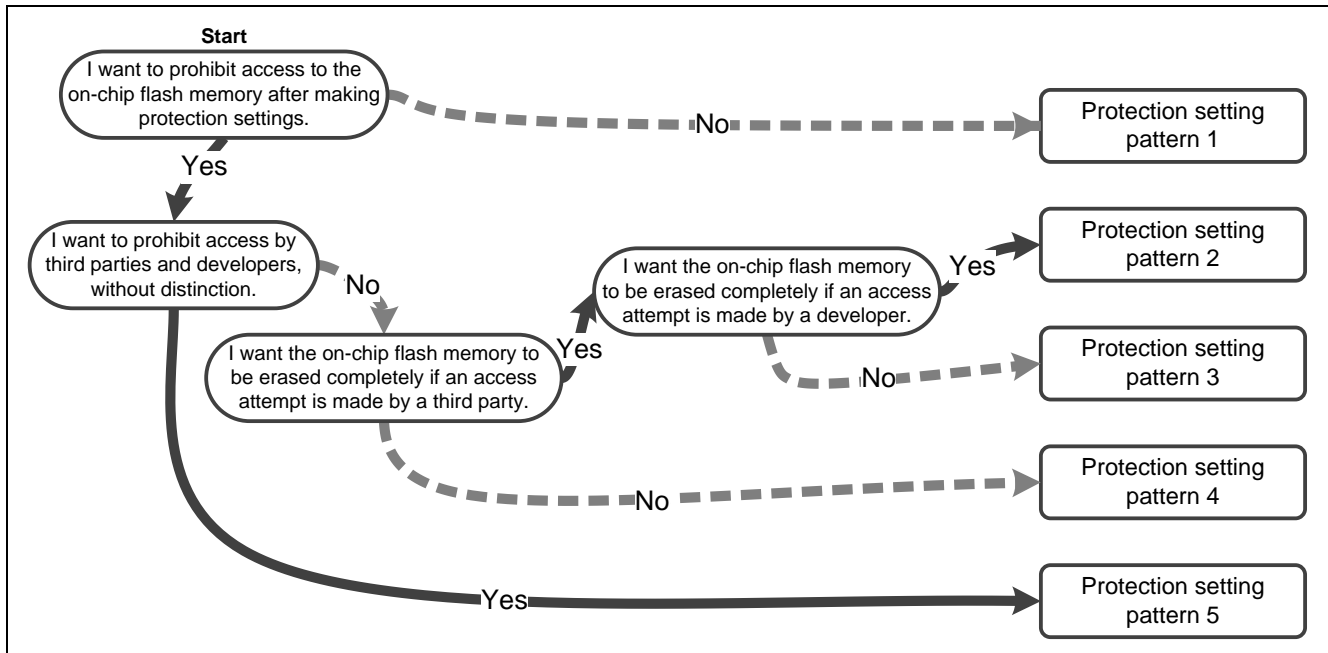 Start
I want to prohibit access to the
on-chip flash memory after making
protection settings.
No
Protection setting
pattern 1
Yes
I want to prohibit access by
third parties and developers,
without distinction.
No
I want the on-chip flash memory to
be erased completely if an access
attempt is made by a third party.
Yes
I want the on-chip flash memory
to be erased completely if an access
attempt is made by a developer.
Yes
Protection setting
pattern 2
No
Protection setting
pattern 3
No
Protection setting
pattern 4
Yes
Protection setting
pattern 5